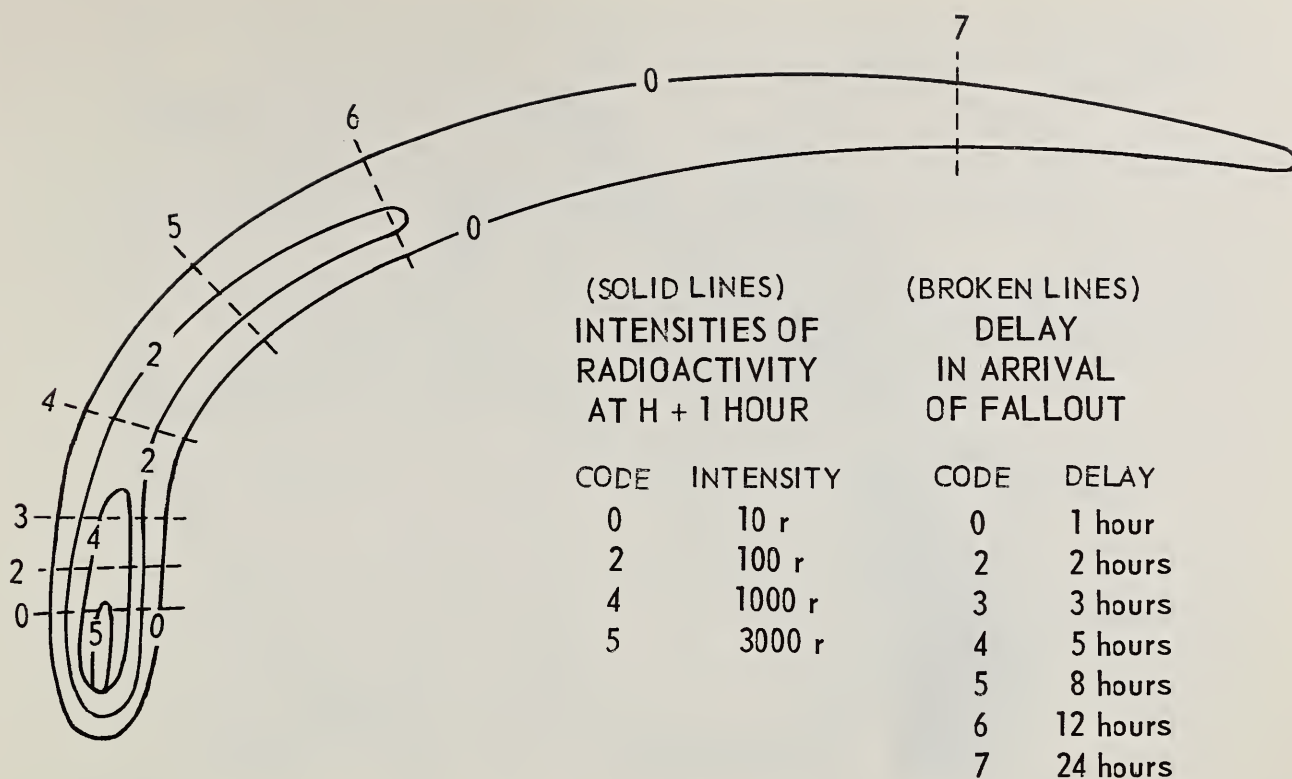 7
0
6
5
0
2
4
2
3
4
2
0
5
0
(SOLID LINES)
INTENSITIES OF
RADIOACTIVITY
AT H + 1 HOUR
CODE INTENSITY
0 10 r
2 100 r
4 1000 r
5 3000 r
(BROKEN LINES)
DELAY
IN ARRIVAL
OF FALLOUT
CODE DELAY
0 1 hour
2 2 hours
3 3 hours
4 5 hours
5 8 hours
6 12 hours
7 24 hours